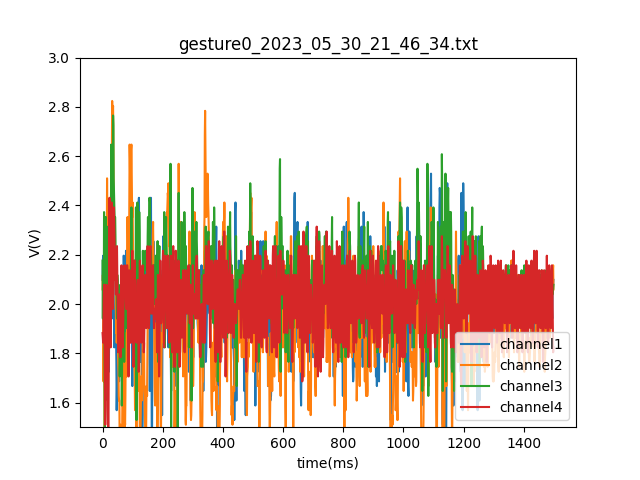 gesture0_2023_05_30_21_46_34.txt
3.0
2.8
2.6
2.4
2.2
2.0
1.8
1.6
V(V)
channel1
channel2
channel3
channel4
0 200 400 600 800 1000 1200 1400
time(ms)